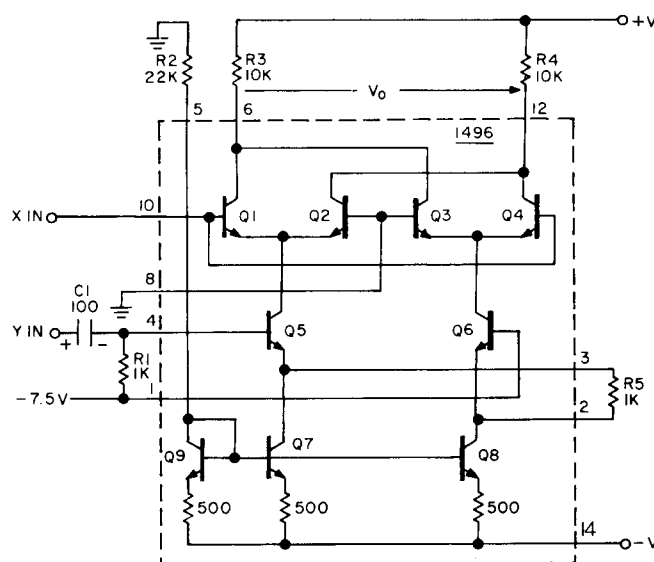 +V
R2
22K
R3
10K
R4
10K
Vo
5
6
12
1496
X IN
10
Q1
Q2
Q3
Q4
8
C1
100
Y IN
+
-
4
Q5
Q6
R1
1K
1
3
-7.5V
R5
1K
2
Q9
Q7
Q8
500
500
500
14
-V